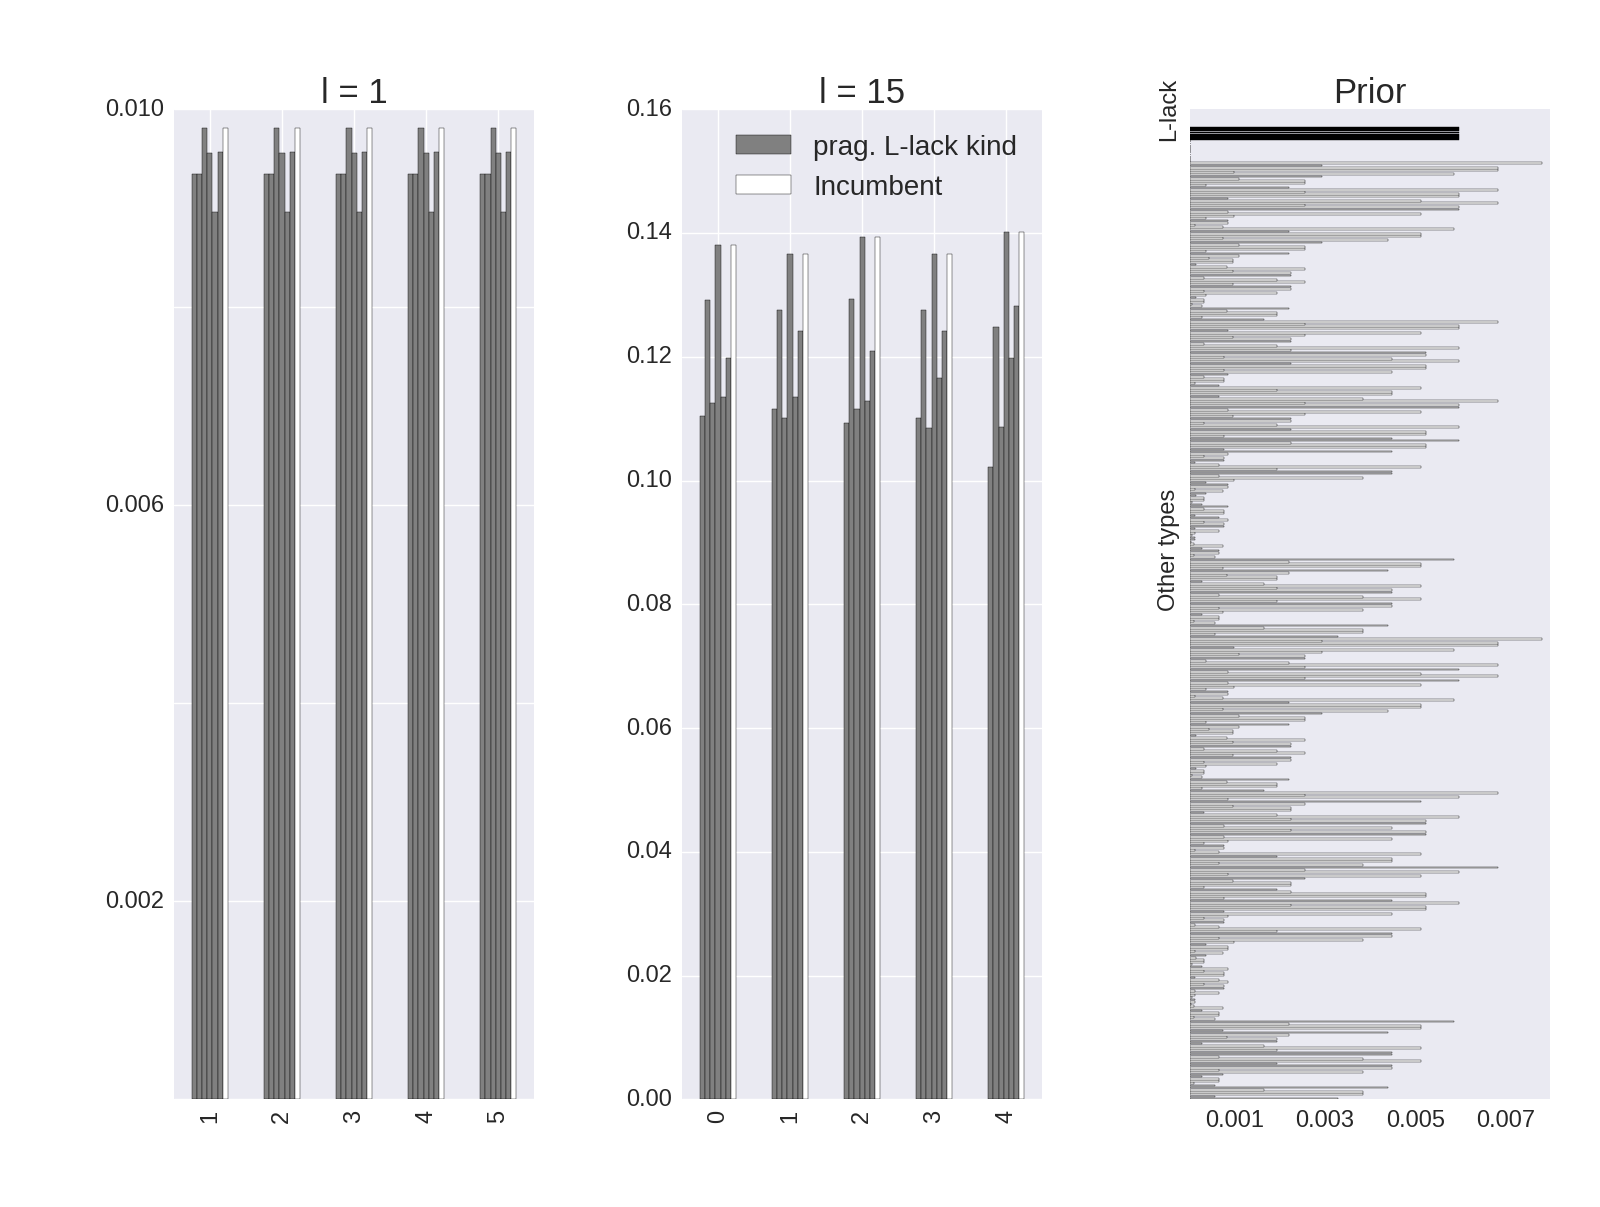 l = 1
0.010
0.006
0.002
1 2 3 4 5
l = 15
0.16
0.14
0.12
0.10
0.08
0.06
0.04
0.02
0.00
0 1 2 3 4
prag. L-lack kind
Incumbent
Prior
L-lack
Other types
0.001 0.003 0.005 0.007